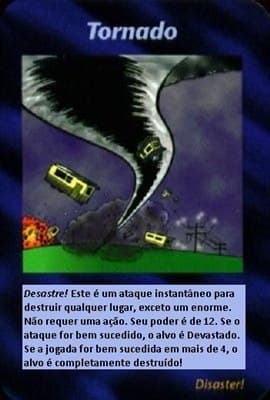 Tornado
Desastre! Este é um ataque instantâneo para
destruir qualquer lugar, exceto um enorme.
Não requer uma ação. Seu poder é de 12. Se o
ataque for bem sucedido, o alvo é Devastado.
Se a jogada for bem sucedida em mais de 4, o
alvo é completamente destruído!
Disaster!